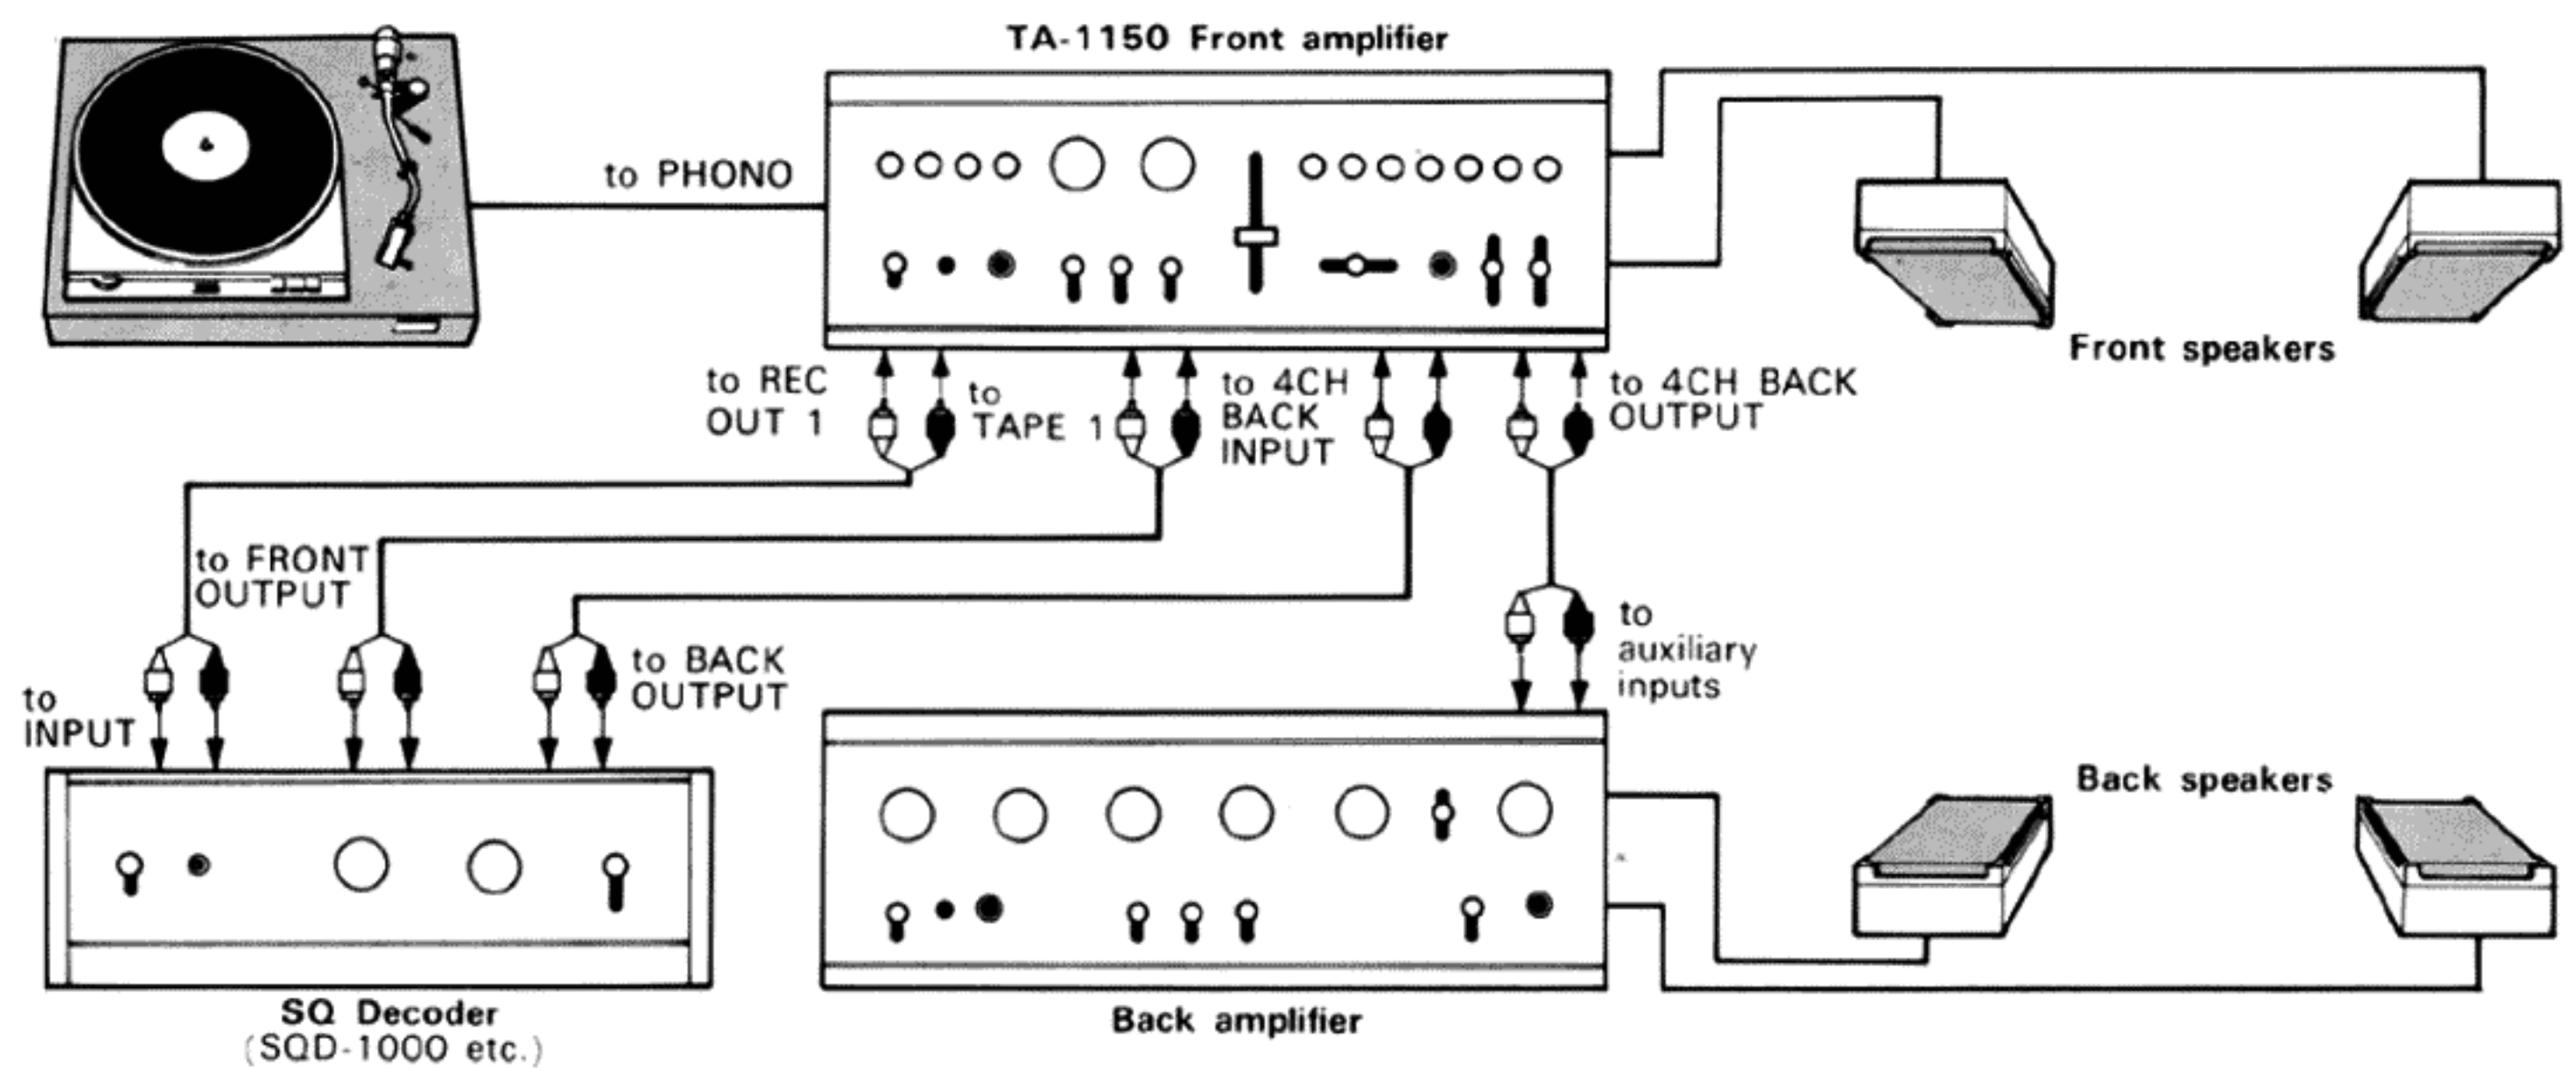 TA-1150 Front amplifier
to PHONO
Front speakers
to REC
OUT 1
to
TAPE 1
to 4CH
BACK
INPUT
to 4CH BACK
OUTPUT
to FRONT
OUTPUT
to BACK
OUTPUT
to
INPUT
to
auxiliary
inputs
Back speakers
SQ Decoder
(SQD-1000 etc.)
Back amplifier